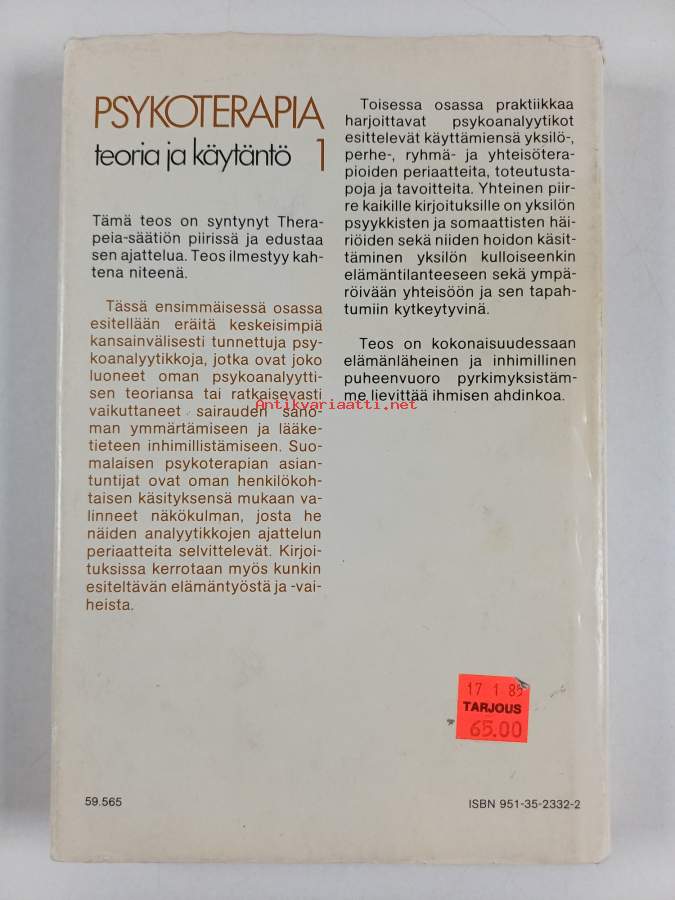 PSYKOTERAPIA
teoria ja käytäntö 1
Tämä teos on syntynyt Thera-
peia-säätiön piirissä ja edustaa
sen ajattelua. Teos ilmestyy kah-
tena niteenä.
Tässä ensimmäisessä osassa
esitellään eräitä keskeisimpiä
kansainvälisesti tunnettuja psy-
koanalyytikkoja, jotka ovat joko
luoneet oman psykoanalyytti-
sen teoriansa tai ratkaisevasti
vaikuttaneet sairauden sano-
man ymmärtämiseen ja lääke-
tieteen inhimillistämiseen. Suo-
malaisen psykoterapian asian-
tuntijat ovat oman henkilökoh-
taisen käsityksensä mukaan va-
linneet näkökulman, josta he
näiden analyytikkojen ajattelun
periaatteita selvittelevät. Kirjoi-
tuksissa kerrotaan myös kunkin
esiteltävän elämäntyöstä ja -vai-
heista.
Toisessa osassa praktiikkaa
harjoittavat psykoanalyytikot
esittelevät käyttämiensä yksilö-,
perhe-, ryhmä- ja yhteisötera-
pioiden periaatteita, toteutusta-
poja ja tavoitteita. Yhteinen piir-
re kaikille kirjoituksille on yksilön
psyykkisten ja somaattisten häi-
riöiden sekä niiden hoidon käsit-
täminen yksilön kulloiseenkin
elämäntilanteeseen sekä ympä-
röivään yhteisöön ja sen tapah-
tumiin kytkeytyvinä.
Teos on kokonaisuudessaan
elämänläheinen ja inhimillinen
puheenvuoro pyrkimyksistäm-
me lievittää ihmisen ahdinkoa.
Antikvariaatti.net
17 1 85
TARJOUS
65.00
59.565
ISBN 951-35-2332-2